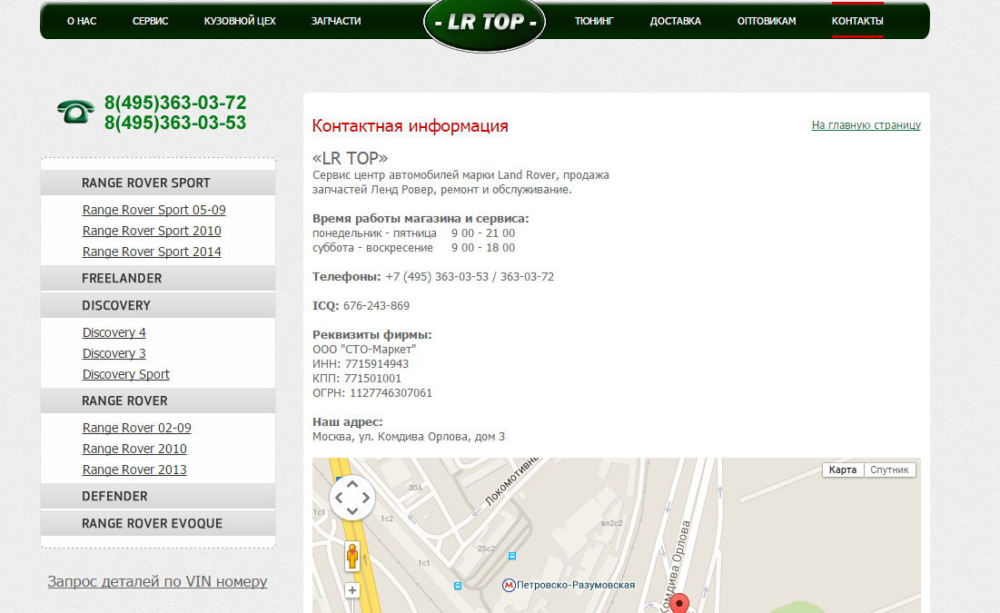 О НАС
СЕРВИС
КУЗОВНОЙ ЦЕХ
ЗАПЧАСТИ
- LR TOP -
ТЮНИНГ
ДОСТАВКА
ОПТОВИКАМ
КОНТАКТЫ
8(495)363-03-72
8(495)363-03-53
RANGE ROVER SPORT
Range Rover Sport 05-09
Range Rover Sport 2010
Range Rover Sport 2014
FREELANDER
DISCOVERY
Discovery 4
Discovery 3
Discovery Sport
RANGE ROVER
Range Rover 02-09
Range Rover 2010
Range Rover 2013
DEFENDER
RANGE ROVER EVOQUE
Запрос деталей по VIN номеру
Контактная информация
На главную страницу
«LR TOP»
Сервис центр автомобилей марки Land Rover, продажа
запчастей Ленд Ровер, ремонт и обслуживание.
Время работы магазина и сервиса:
понедельник - пятница 9 00 - 21 00
суббота - воскресение 9 00 - 18 00
Телефоны: +7 (495) 363-03-53 / 363-03-72
ICQ: 676-243-869
Реквизиты фирмы:
ООО "СТО-Маркет"
ИНН: 7715914943
КПП: 771501001
ОГРН: 1127746307061
Наш адрес:
Москва, ул. Комдива Орлова, дом 3
Карта
Спутник
Локомотивн
30А
1с1
1с2
вл2с2
2Бс2
1с1
Петровско-Разумовская
Комдива Орлова